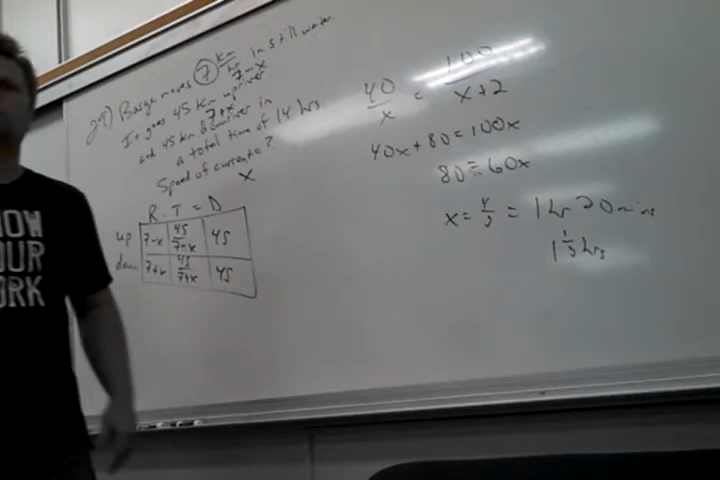 29) Barge moves 7 km/hr in still water.
7-x
It goes 45 km upriver
7+x
and 45 km downriver in
a total time of 14 hrs
Speed of current = ?
x
R · T = D
up 7-x 45/7-x 45
down 7+x 45/7+x 45
40/x = 100/x+2
40x+80=100x
80=60x
x = 4/3 = 1 hr 20 mins
1 1/3 hrs
NOW
OUR
ORK